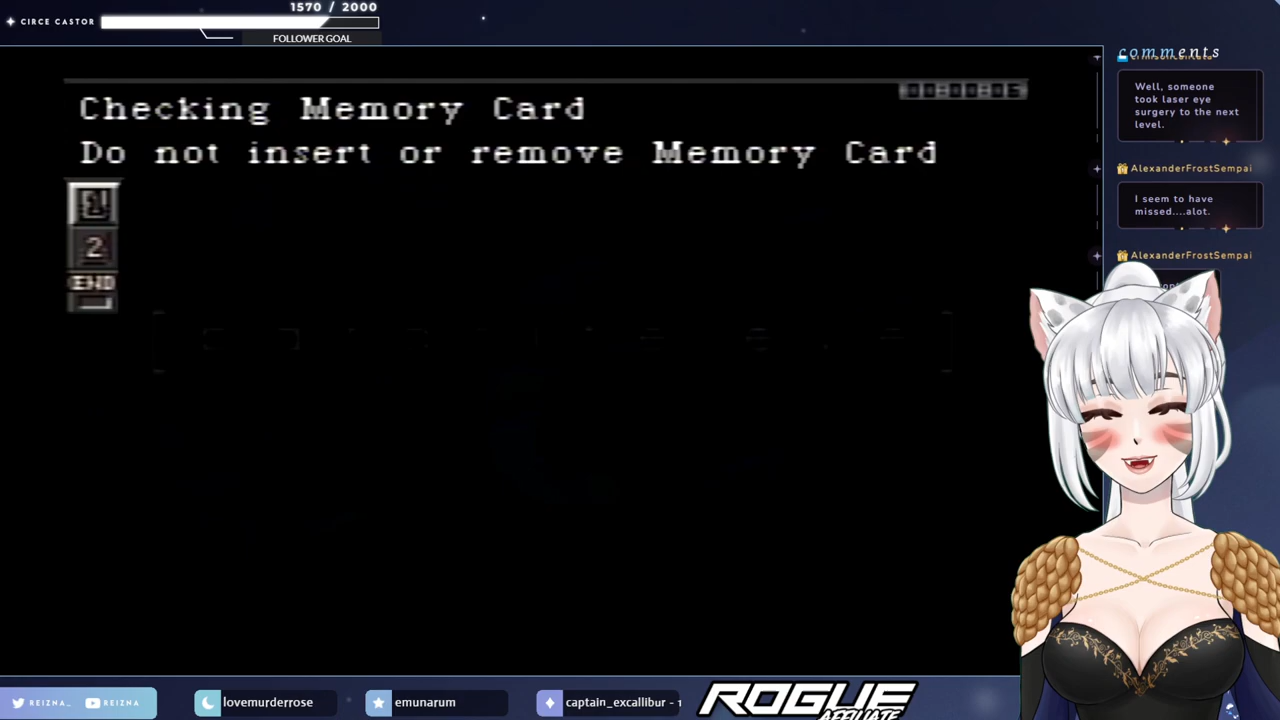 1570 / 2000
CIRCE CASTOR
FOLLOWER GOAL
comments
Well, someone
took laser eye
surgery to the next
level.
AlexanderFrostSempai
I seem to have
missed....alot.
AlexanderFrostSempai
Checking Memory Card
Do not insert or remove Memory Card
1
2
END
REIZNA_
REIZNA
lovemurderrose
emunarum
captain_excallibur - 1
ROGUE
AFFILIATE